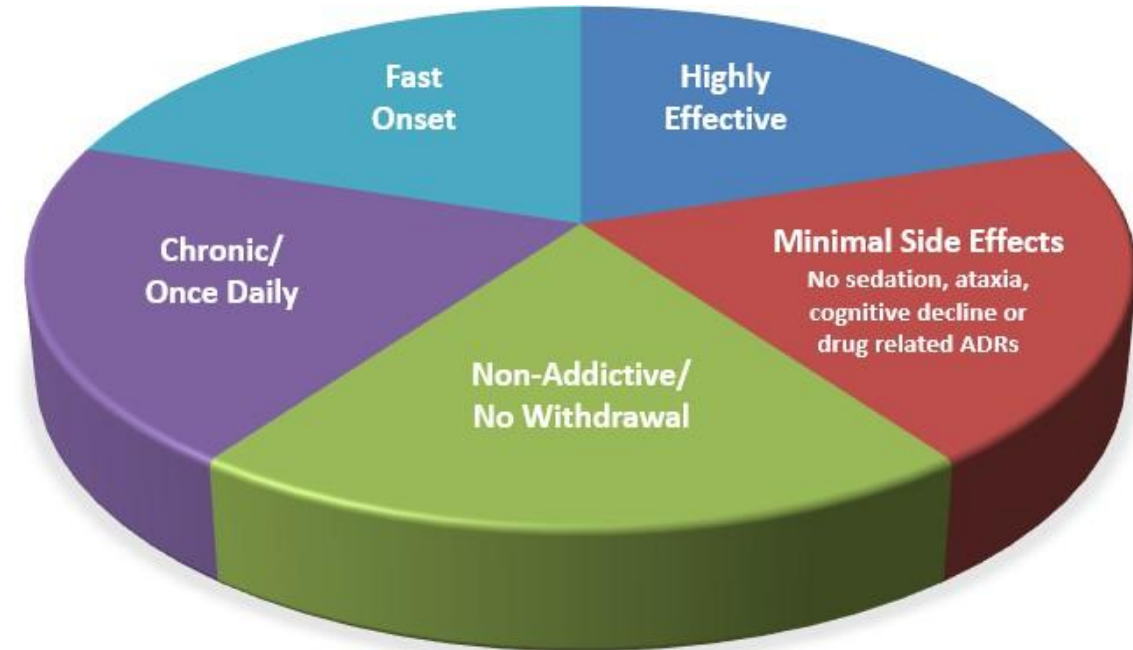 Fast
Onset
Highly
Effective
Chronic/
Once Daily
Minimal Side Effects
No sedation, ataxia,
cognitive decline or
drug related ADRs
Non-Addictive/
No Withdrawal